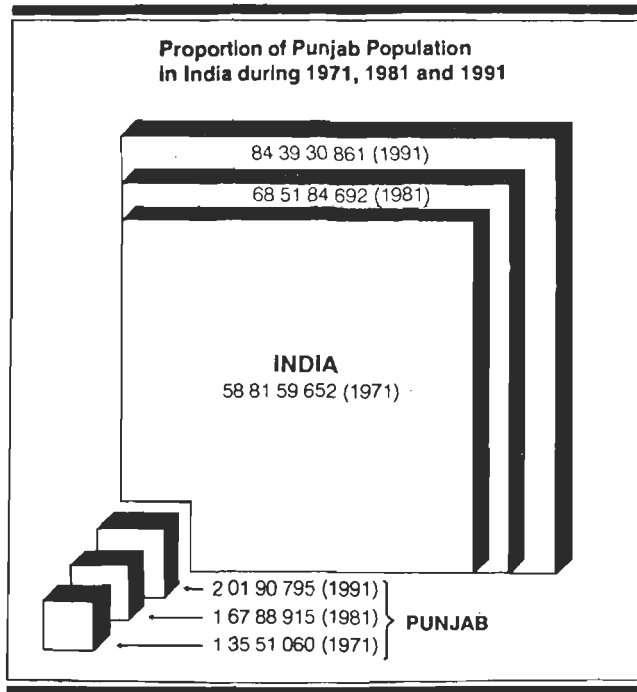 Proportion of Punjab Population
in India during 1971, 1981 and 1991
84 39 30 861 (1991)
68 51 84 692 (1981)
INDIA
58 81 59 652 (1971)
2 01 90 795 (1991)
1 67 88 915 (1981)
PUNJAB
1 35 51 060 (1971)